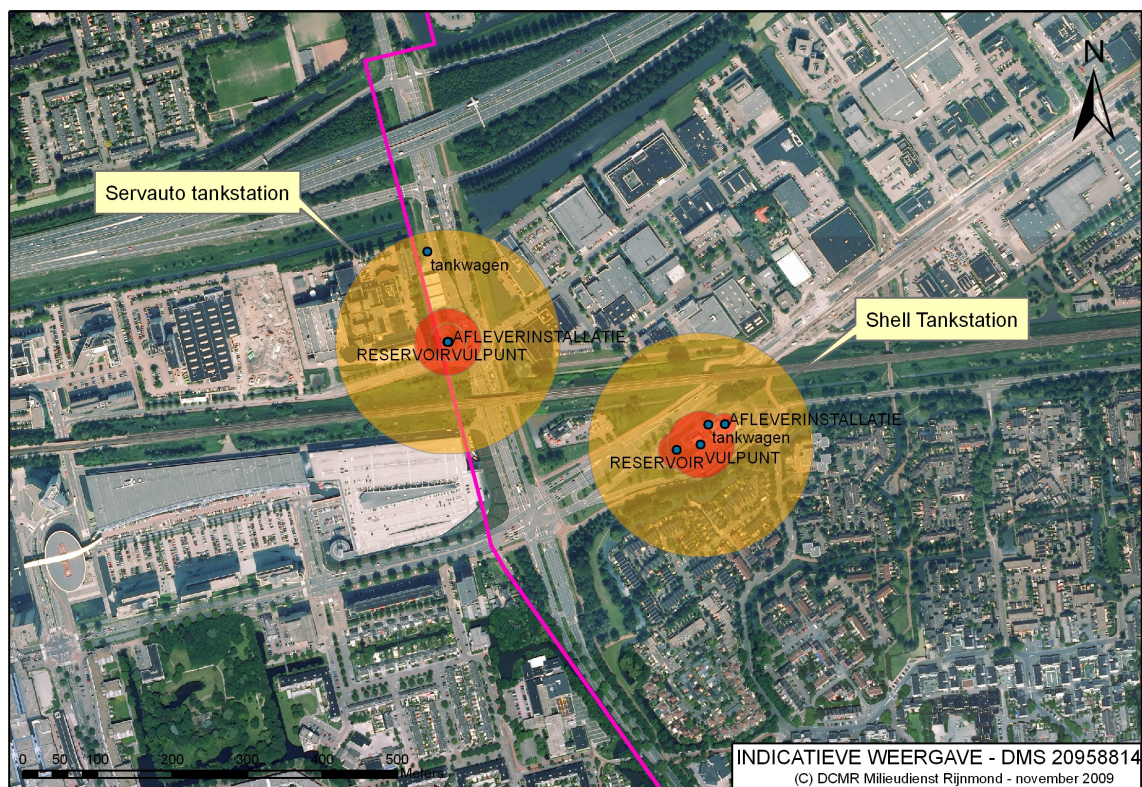 N
Servauto tankstation
tankwagen
Shell Tankstation
AFLEVERINSTALLATIE
RESERVOIRVULPUNT
AFLEVERINSTALLATIE
tankwagen
RESERVOIR VULPUNT
0 50 100 200 300 400 500
Meters
INDICATIEVE WEERGAVE - DMS 20958814
(C) DCMR Milieudienst Rijnmond - november 2009